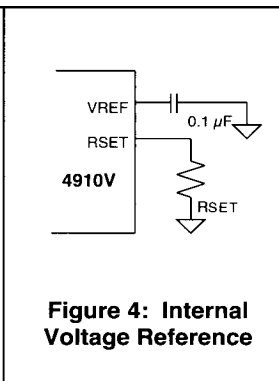 VREF
0.1 µF
RSET
4910V
RSET
Figure 4: Internal
Voltage Reference